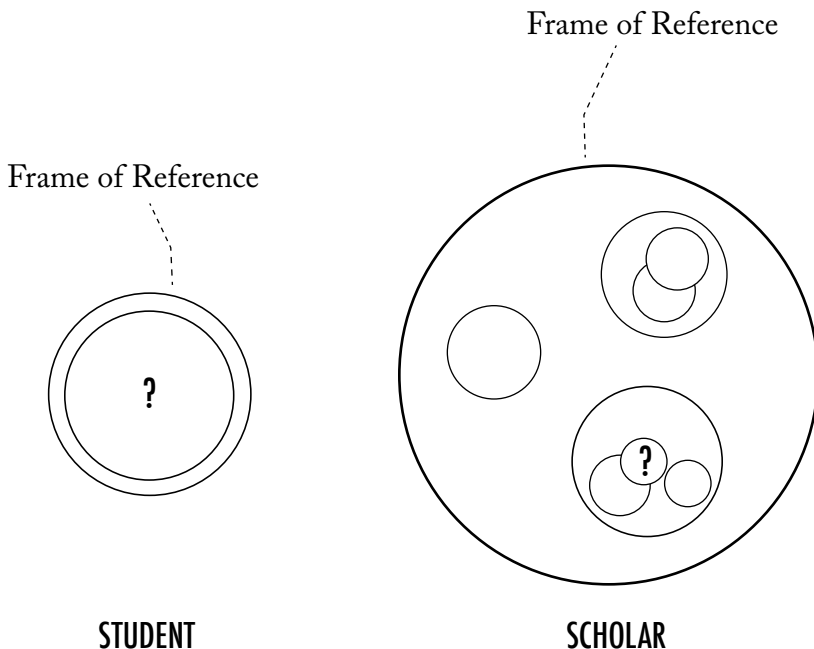 Frame of Reference
Frame of Reference
?
?
STUDENT
SCHOLAR